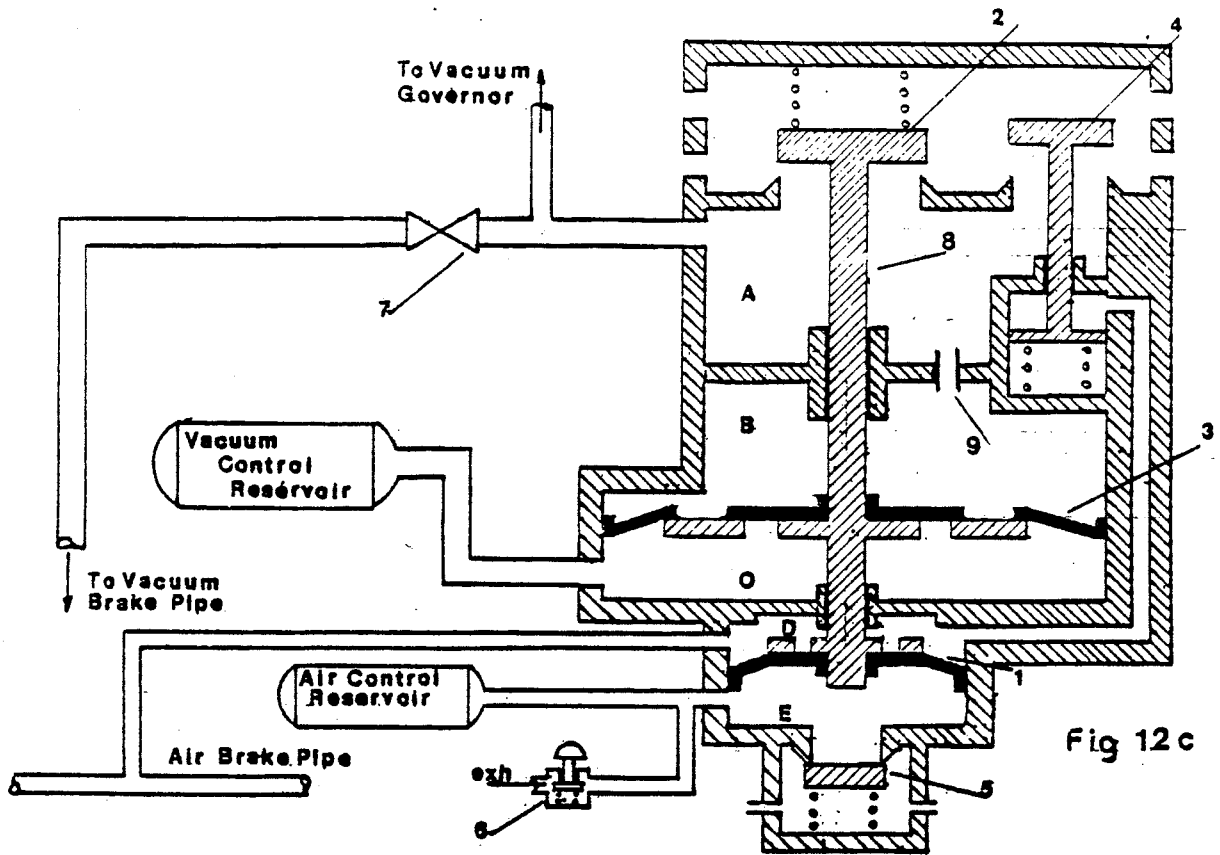 2
4
To Vacuum
Governor
8
7
A
9
B
3
Vacuum
Control
Reservoir
O
To Vacuum
Brake Pipe
D
1
Air Control
Reservoir
E
Fig 12c
Air Brake Pipe
exh
5
6